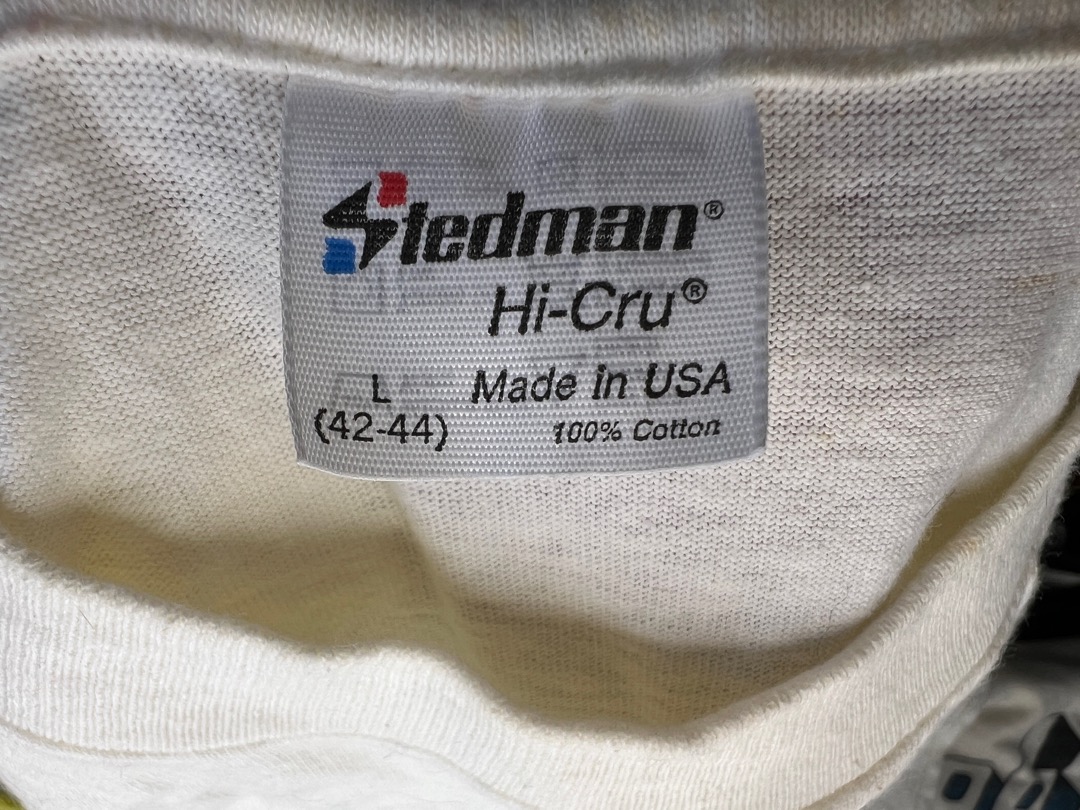 Stedman®
Hi-Cru®
L
(42-44)
Made in USA
100% Cotton